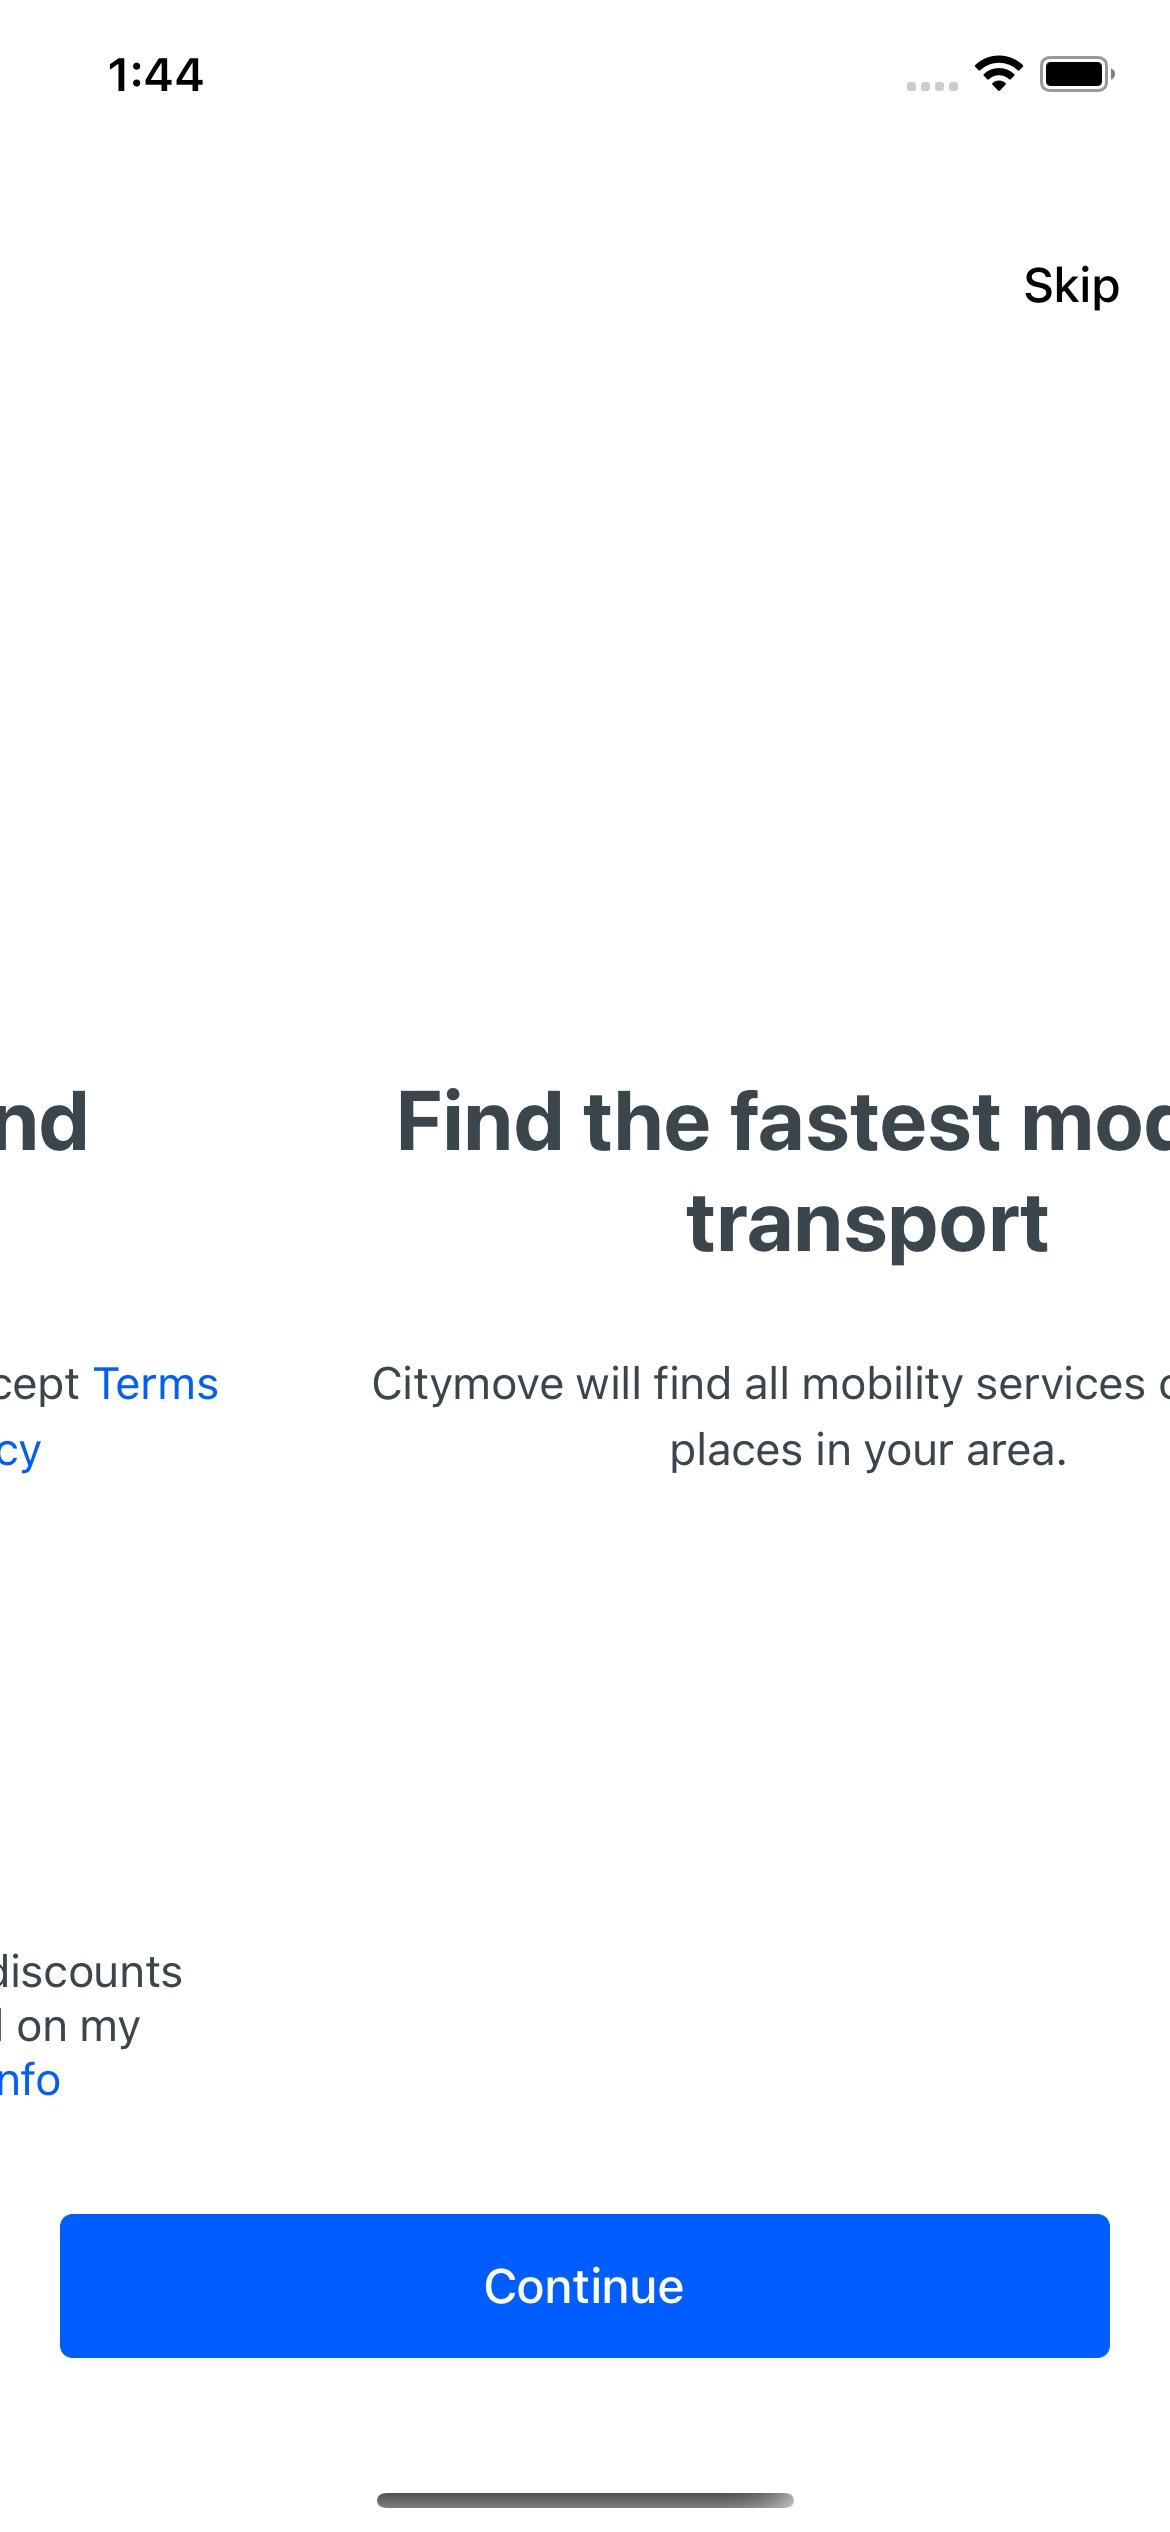 1:44
Skip
nd
Find the fastest mod
transport
cept Terms
cy
Citymove will find all mobility services
places in your area.
discounts
on my
nfo
Continue